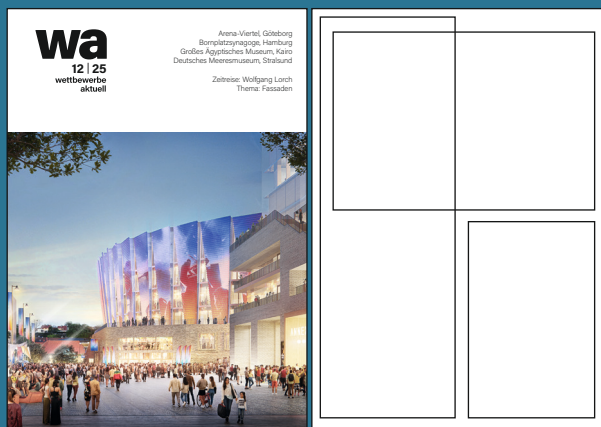 wa
12 | 25
wettbewerbe
aktuell
Arena-Viertel, Göteborg
Bornplatzsynagoge, Hamburg
Großes Ägyptisches Museum, Kairo
Deutsches Meeresmuseum, Stralsund
Zeitreise: Wolfgang Lorch
Thema: Fassaden